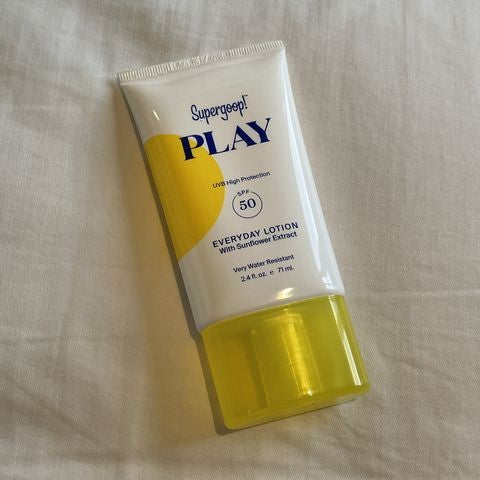 Supergoop!™
PLAY
UVB High Protection
SPF
50
EVERYDAY LOTION
With Sunflower Extract
Very Water Resistant
2.4 fl. oz. e 71 ml.